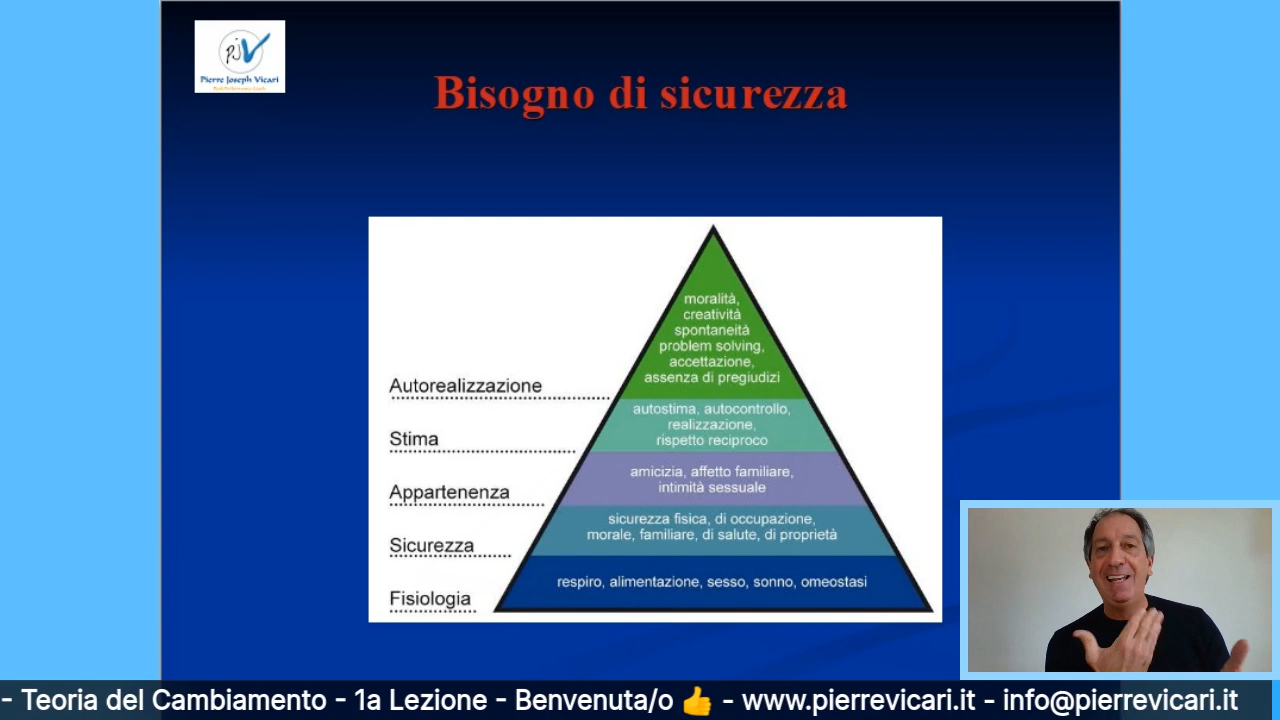 PJV
Pierre Joseph Vicari
Bisogno di sicurezza
moralità,
creatività
spontaneità
problem solving,
accettazione,
assenza di pregiudizi
Autorealizzazione
autostima, autocontrollo,
realizzazione,
rispetto reciproco
Stima
amicizia, affetto familiare,
intimità sessuale
Appartenenza
sicurezza fisica, di occupazione,
morale, familiare, di salute, di proprietà
Sicurezza
respiro, alimentazione, sesso, sonno, omeostasi
Fisiologia
- Teoria del Cambiamento - 1a Lezione - Benvenuta/o 👍 - www.pierrevicari.it - info@pierrevicari.it